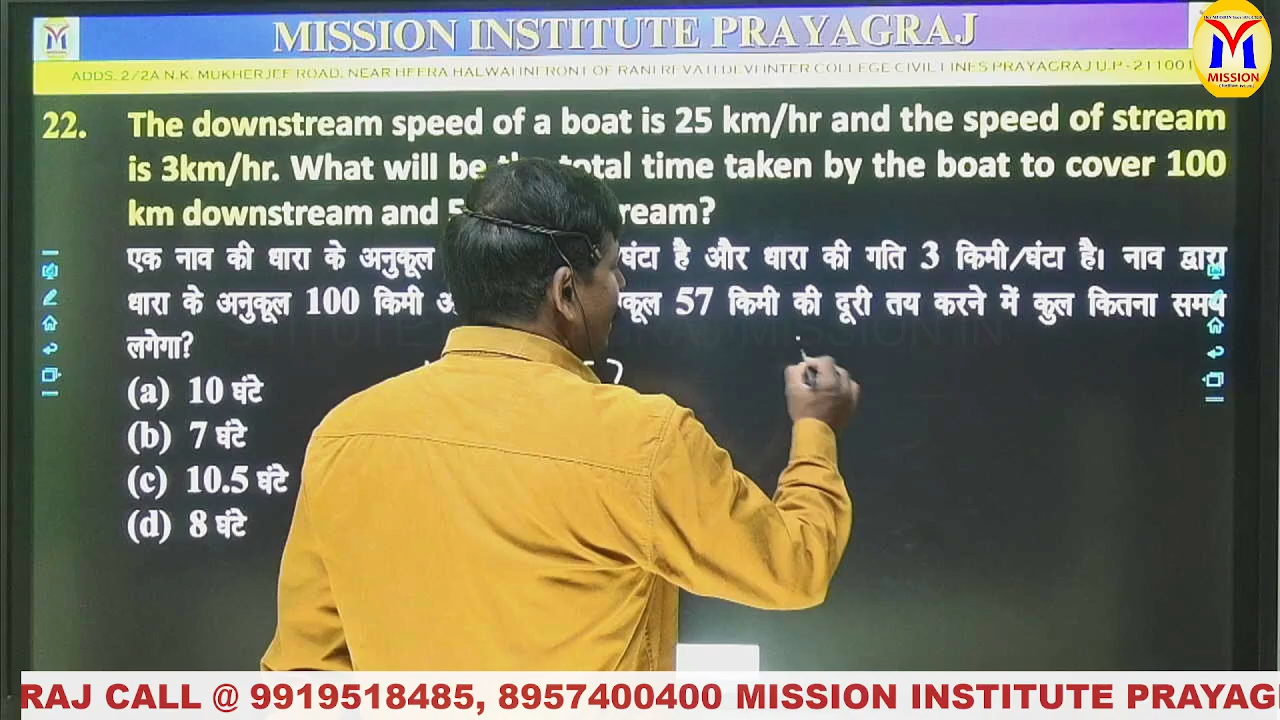 MISSION INSTITUTE PRAYAGRAJ
MISSION
ADDS. 2/2A N.K. MUKHERJEE ROAD, NEAR HEERA HALWAI INFRONT OF RANI REVATI DEVI INTER COLLEGE CIVIL LINES PRAYAGRAJ U.P - 211001
22. The downstream speed of a boat is 25 km/hr and the speed of stream
is 3km/hr. What will be total time taken by the boat to cover 100
km downstream and 5 ream?
एक नाव की धारा के अनुकूल घंटा है और धारा की गति 3 किमी/घंटा है। नाव द्वारा
धारा के अनुकूल 100 किमी कूल 57 किमी की दूरी तय करने में कुल कितना समय
लगेगा?
(a) 10 घंटे
(b) 7 घंटे
(c) 10.5 घंटे
(d) 8 घंटे
RAJ CALL @ 9919518485, 8957400400 MISSION INSTITUTE PRAYAG